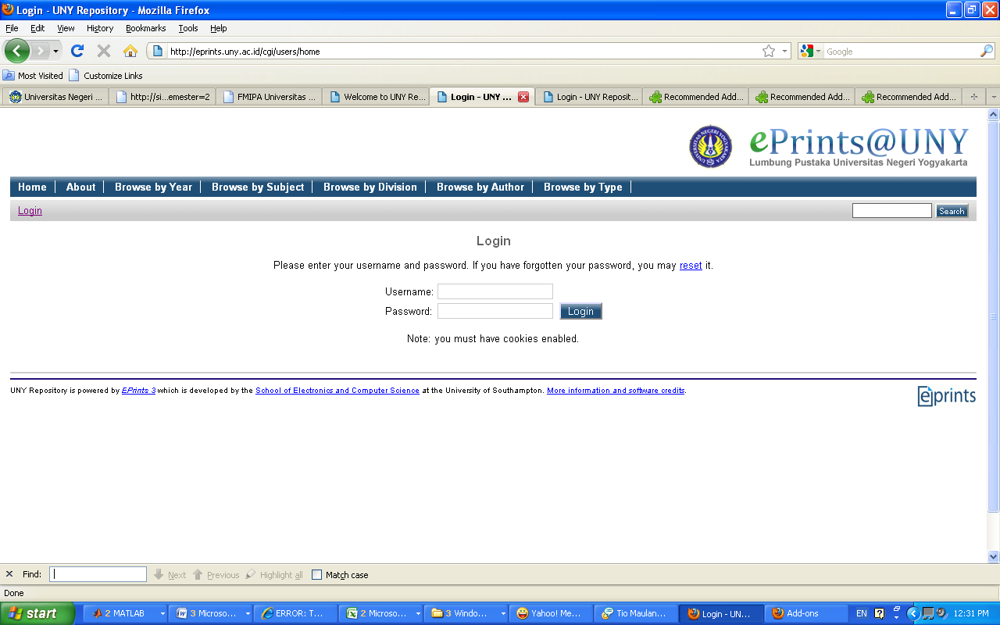 Login - UNY Repository - Mozilla Firefox
File Edit View History Bookmarks Tools Help
http://eprints.uny.ac.id/cgi/users/home
Google
Most Visited Customize Links
Universitas Negeri ... http://si...emester=2 FMIPA Universitas ... Welcome to UNY Re... Login - UNY ... Login - UNY Reposit... Recommended Add... Recommended Add... Recommended Add...
ePrints@UNY
Lumbung Pustaka Universitas Negeri Yogyakarta
Home About Browse by Year Browse by Subject Browse by Division Browse by Author Browse by Type
Login Search
Login
Please enter your username and password. If you have forgotten your password, you may reset it.
Username:
Password: Login
Note: you must have cookies enabled.
UNY Repository is powered by EPrints 3 which is developed by the School of Electronics and Computer Science at the University of Southampton. More information and software credits.
eprints
Find: Next Previous Highlight all Match case
Done
start 2 MATLAB 3 Microso... ERROR: T... 2 Microso... 3 Windo... Yahoo! Me... Tio Maulan... Login - UN... Add-ons EN 12:31 PM